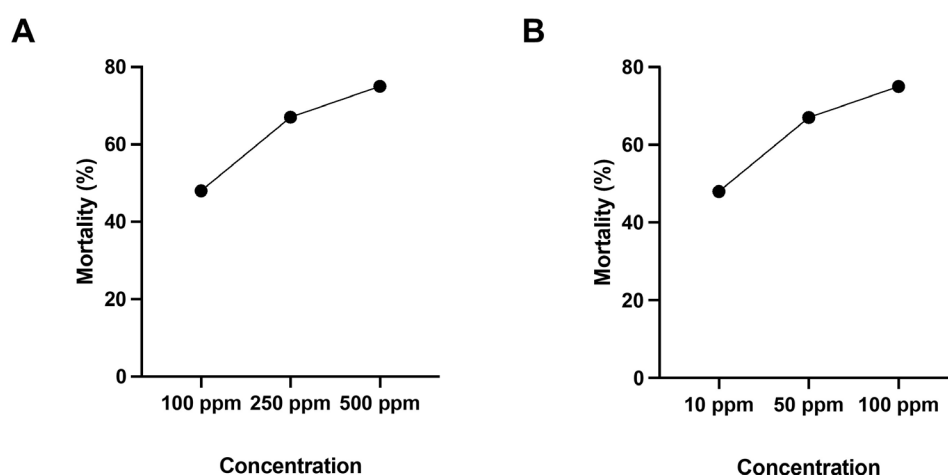 A
Mortality (%)
80
60
40
20
0
100 ppm 250 ppm 500 ppm
Concentration
B
Mortality (%)
80
60
40
20
0
10 ppm 50 ppm 100 ppm
Concentration